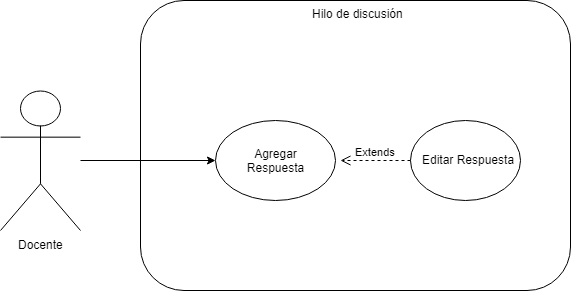 Hilo de discusión
Agregar
Respuesta
Extends
Editar Respuesta
Docente